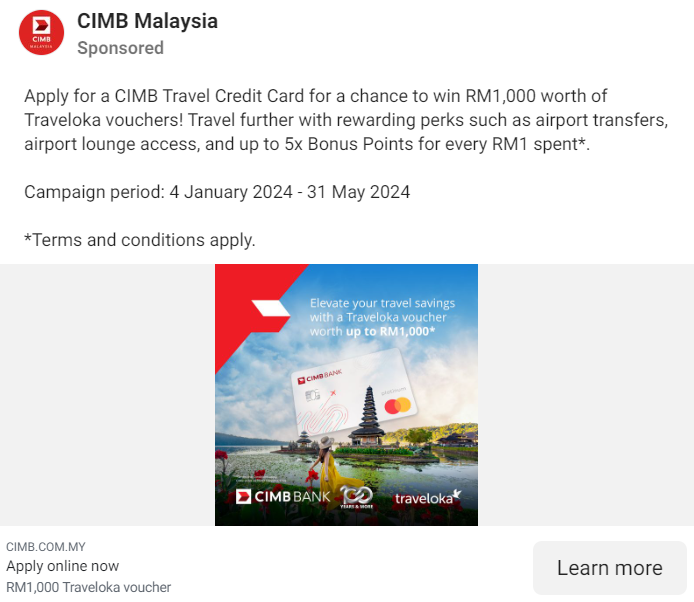 CIMB Malaysia
Sponsored
Apply for a CIMB Travel Credit Card for a chance to win RM1,000 worth of
Traveloka vouchers! Travel further with rewarding perks such as airport transfers,
airport lounge access, and up to 5x Bonus Points for every RM1 spent*.
Campaign period: 4 January 2024 - 31 May 2024
*Terms and conditions apply.
Elevate your travel savings
with a Traveloka voucher
worth up to RM1,000*
CIMB BANK
CIMB BANK
100
YEARS & MORE
traveloka
CIMB.COM.MY
Apply online now
RM1,000 Traveloka voucher
Learn more